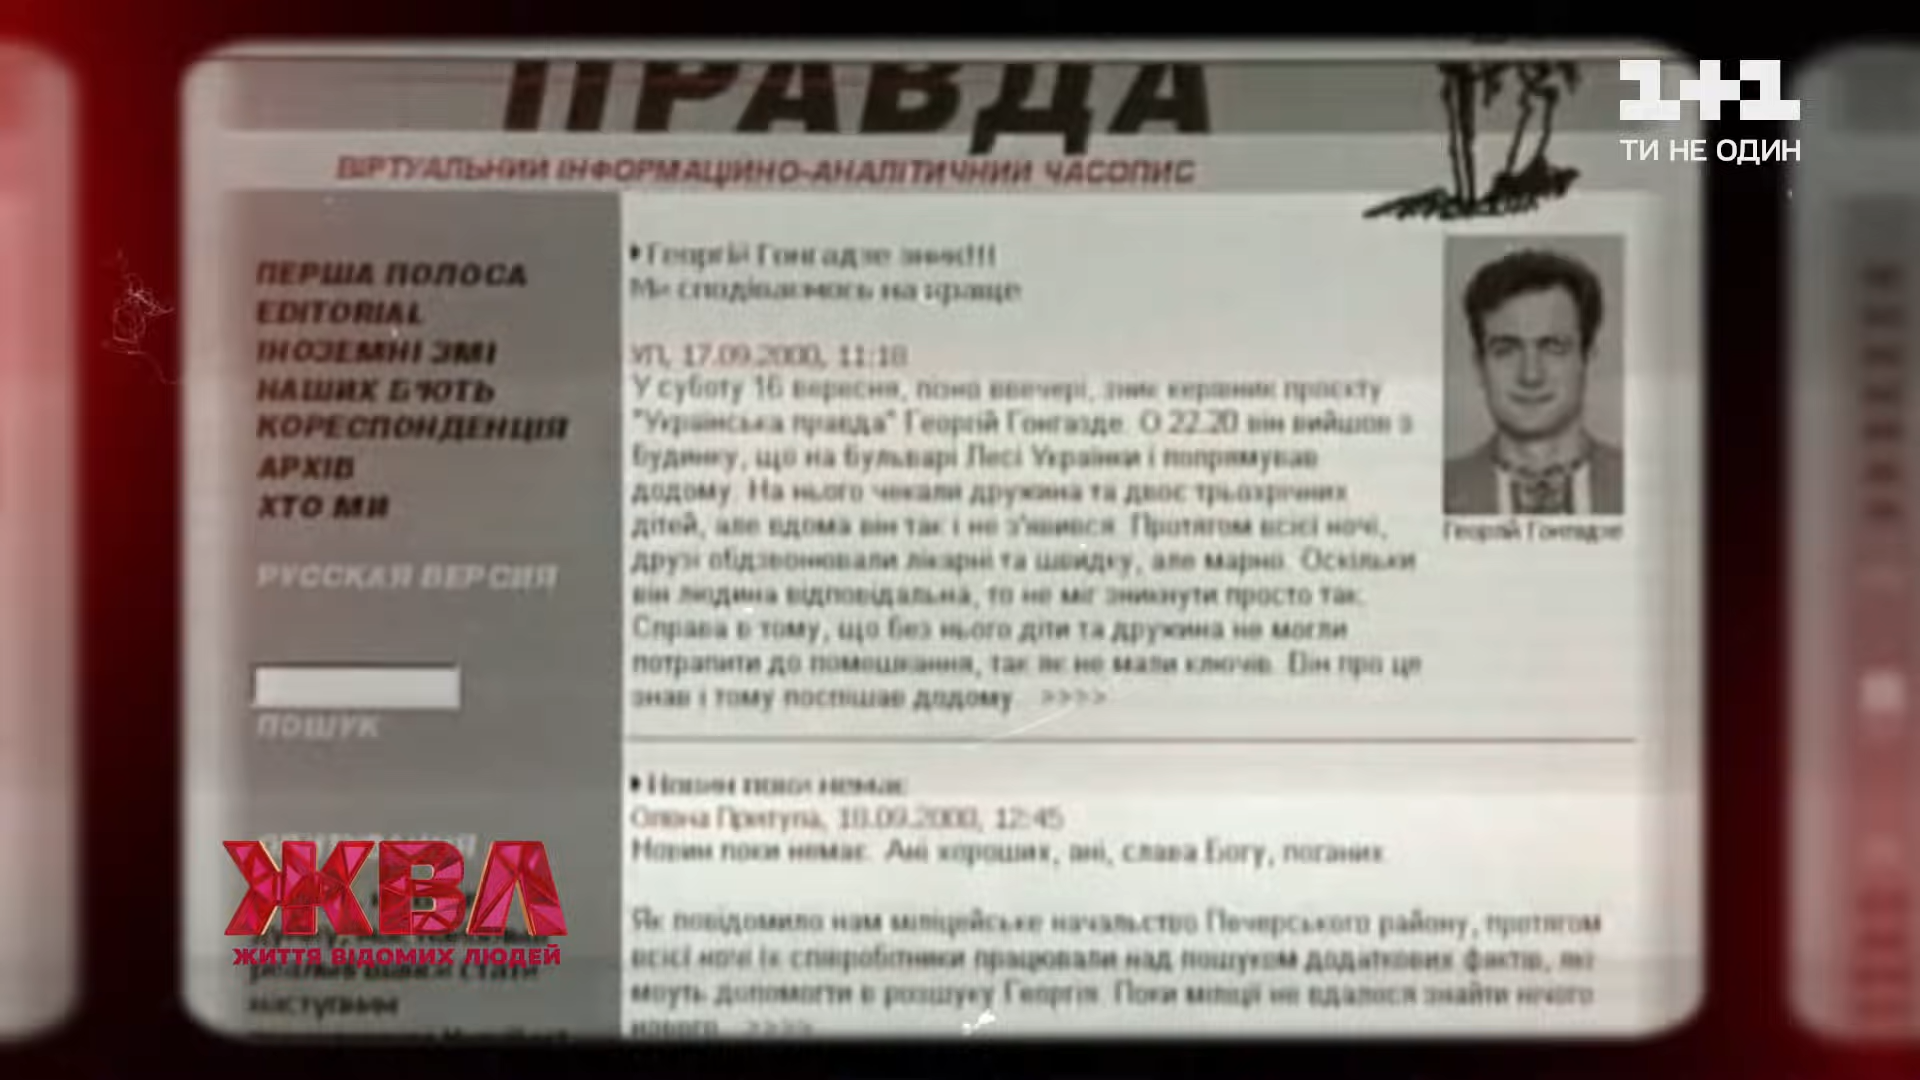 ПРАВДА
1+1
ТИ НЕ ОДИН
ВІРТУАЛЬНИЙ ІНФОРМАЦІЙНО-АНАЛІТИЧНИЙ ЧАСОПИС
ПЕРША ПОЛОСА
EDITORIAL
ІНОЗЕМНІ ЗМІ
НАШИХ Б'ЮТЬ
КОРЕСПОНДЕНЦІЯ
АРХІВ
ХТО МИ
РУССКАЯ ВЕРСИЯ
ПОШУК
Георгій Гонгадзе зник!!!
Ми сподіваємось на краще
УП, 17.09.2000, 11:18
У суботу 16 вересня, пізно ввечері, зник керівник проєкту
"Українська правда" Георгій Гонгазде. О 22.20 він вийшов з
будинку, що на бульварі Лесі Українки і попрямував
додому. На нього чекали дружина та двоє трьохрічних
дітей, але вдома він так і не з'явився. Протягом всієї ночі,
друзі обідзвонювали лікарні та швидку, але марно. Оскільки
він людина відповідальна, то не міг зникнути просто так.
Справа в тому, що без нього діти та дружина не могли
потрапити до помешкання, так як не мали ключів. Він про це
знав і тому поспішав додому. >>>>
Георгій Гонгадзе
Новин поки немає
Олена Притула, 18.09.2000, 12:45
Новин поки немає. Ані хороших, ані, слава Богу, поганих.
Як повідомило нам міліцейське начальство Печерського району, протягом
всієї ночі їх співробітники працювали над пошуком додаткових фактів, які
можуть допомогти в розшуку Георгія. Поки міліції не вдалося знайти нічого
нового. >>>>
ЖВЛ
ЖИТТЯ ВІДОМИХ ЛЮДЕЙ
наступним